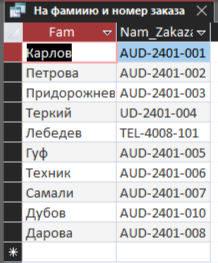 На фамиию и номер заказа
Fam Nam_Zakaza
Карлов AUD-2401-001
Петрова AUD-2401-002
Придорожнев AUD-2401-003
Теркий UD-2401-004
Лебедев TEL-4008-101
Гуф AUD-2401-005
Техник AUD-2401-006
Самали AUD-2401-007
Дубов AUD-2401-010
Дарова AUD-2401-008